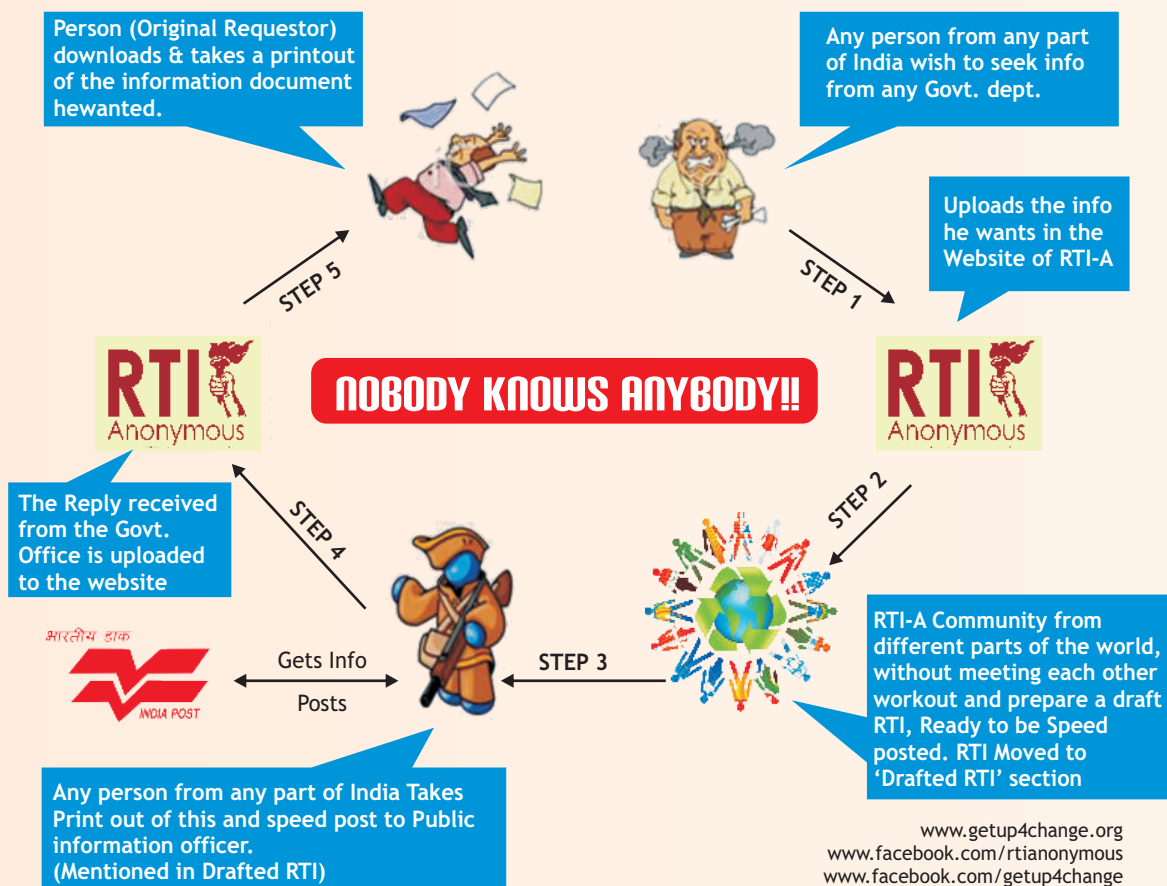 Person (Original Requestor)
downloads & takes a printout
of the information document
hewanted.
Any person from any part
of India wish to seek info
from any Govt. dept.
Uploads the info
he wants in the
Website of RTI-A
STEP 5
STEP 1
RTI
Anonymous
NOBODY KNOWS ANYBODY!!
RTI
Anonymous
STEP 2
The Reply received
from the Govt.
Office is uploaded
to the website
STEP 4
भारतीय डाक
INDIA POST
Gets Info
Posts
STEP 3
RTI-A Community from
different parts of the world,
without meeting each other
workout and prepare a draft
RTI, Ready to be Speed
posted. RTI Moved to
‘Drafted RTI’ section
Any person from any part of India Takes
Print out of this and speed post to Public
information officer.
(Mentioned in Drafted RTI)
www.getup4change.org
www.facebook.com/rtianonymous
www.facebook.com/getup4change